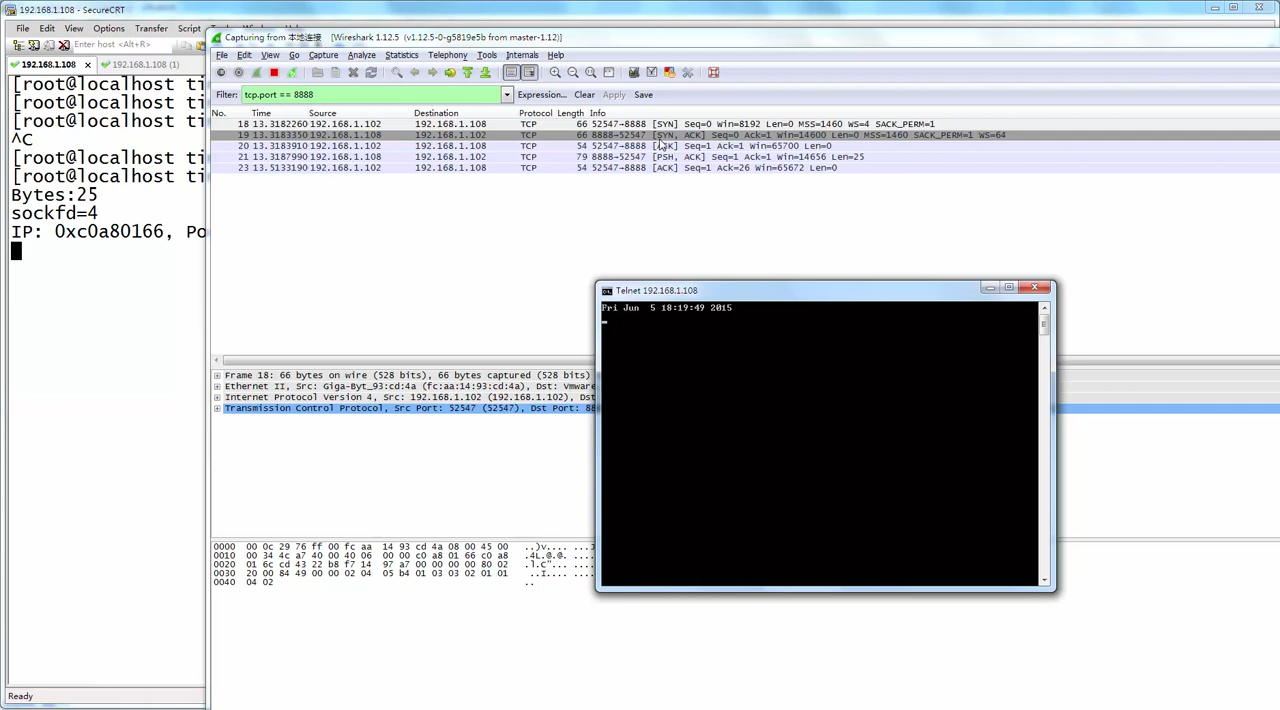 192.168.1.108 - SecureCRT
File Edit View Options Transfer Script
Enter host <Alt+R>
192.168.1.108 × 192.168.1.108 (1)
[root@localhost ti
[root@localhost ti
[root@localhost ti
^C
[root@localhost ti
[root@localhost ti
Bytes:25
sockfd=4
IP: 0xc0a80166, Po
Ready
Capturing from 本地连接 [Wireshark 1.12.5 (v1.12.5-0-g5819e5b from master-1.12)]
File Edit View Go Capture Analyze Statistics Telephony Tools Internals Help
Filter: tcp.port == 8888 Expression... Clear Apply Save
No. Time Source Destination Protocol Length Info
18 13.3182260 192.168.1.102 192.168.1.108 TCP 66 52547→8888 [SYN] Seq=0 Win=8192 Len=0 MSS=1460 WS=4 SACK_PERM=1
19 13.3183350 192.168.1.108 192.168.1.102 TCP 66 8888→52547 [SYN, ACK] Seq=0 Ack=1 Win=14600 Len=0 MSS=1460 SACK_PERM=1 WS=64
20 13.3183910 192.168.1.102 192.168.1.108 TCP 54 52547→8888 [ACK] Seq=1 Ack=1 Win=65700 Len=0
21 13.3187990 192.168.1.108 192.168.1.102 TCP 79 8888→52547 [PSH, ACK] Seq=1 Ack=1 Win=14656 Len=25
23 13.5133190 192.168.1.102 192.168.1.108 TCP 54 52547→8888 [ACK] Seq=1 Ack=26 Win=65672 Len=0
Telnet 192.168.1.108
Fri Jun  5 18:19:49 2015
Frame 18: 66 bytes on wire (528 bits), 66 bytes captured (528 bits)
Ethernet II, Src: Giga-Byt_93:cd:4a (fc:aa:14:93:cd:4a), Dst: Vmware
Internet Protocol Version 4, Src: 192.168.1.102 (192.168.1.102), Dst:
Transmission Control Protocol, Src Port: 52547 (52547), Dst Port: 88
0000 00 0c 29 76 ff 00 fc aa 14 93 cd 4a 08 00 45 00 ..)v.... ...J
0010 00 34 4c a7 40 00 40 06 00 00 c0 a8 01 66 c0 a8 .4L.@.@.
0020 01 6c cd 43 22 b8 f7 14 97 a7 00 00 00 00 80 02 .l.C"...
0030 20 00 84 49 00 00 02 04 05 b4 01 03 03 02 01 01 ..I....
0040 04 02 ..